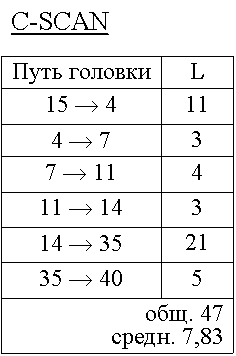 C-SCAN
Путь головки L
15 → 4 11
4 → 7 3
7 → 11 4
11 → 14 3
14 → 35 21
35 → 40 5
общ. 47
средн. 7,83